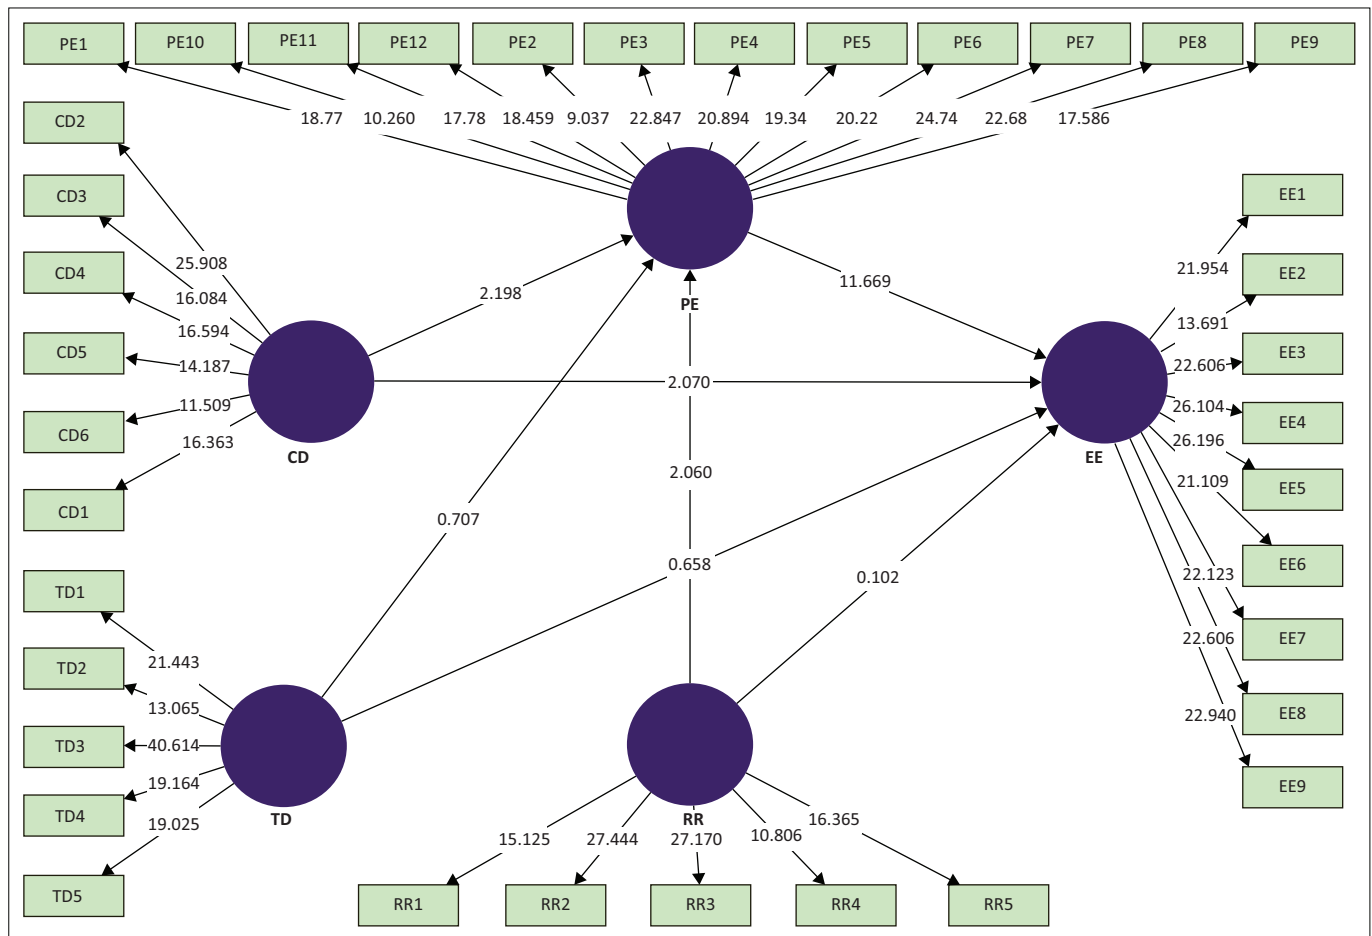 PE1
PE10
PE11
PE12
PE2
PE3
PE4
PE5
PE6
PE7
PE8
PE9
18.77
10.260
17.78
18.459
9.037
22.847
20.894
19.34
20.22
24.74
22.68
17.586
CD2
CD3
CD4
CD5
CD6
CD1
25.908
16.084
16.594
14.187
11.509
16.363
CD
2.198
PE
11.669
2.070
2.060
0.707
0.658
0.102
EE1
EE2
EE3
EE4
EE5
EE6
EE7
EE8
EE9
21.954
13.691
22.606
26.104
26.196
21.109
22.123
22.606
22.940
EE
TD1
TD2
TD3
TD4
TD5
21.443
13.065
40.614
19.164
19.025
TD
RR
15.125
27.444
27.170
10.806
16.365
RR1
RR2
RR3
RR4
RR5